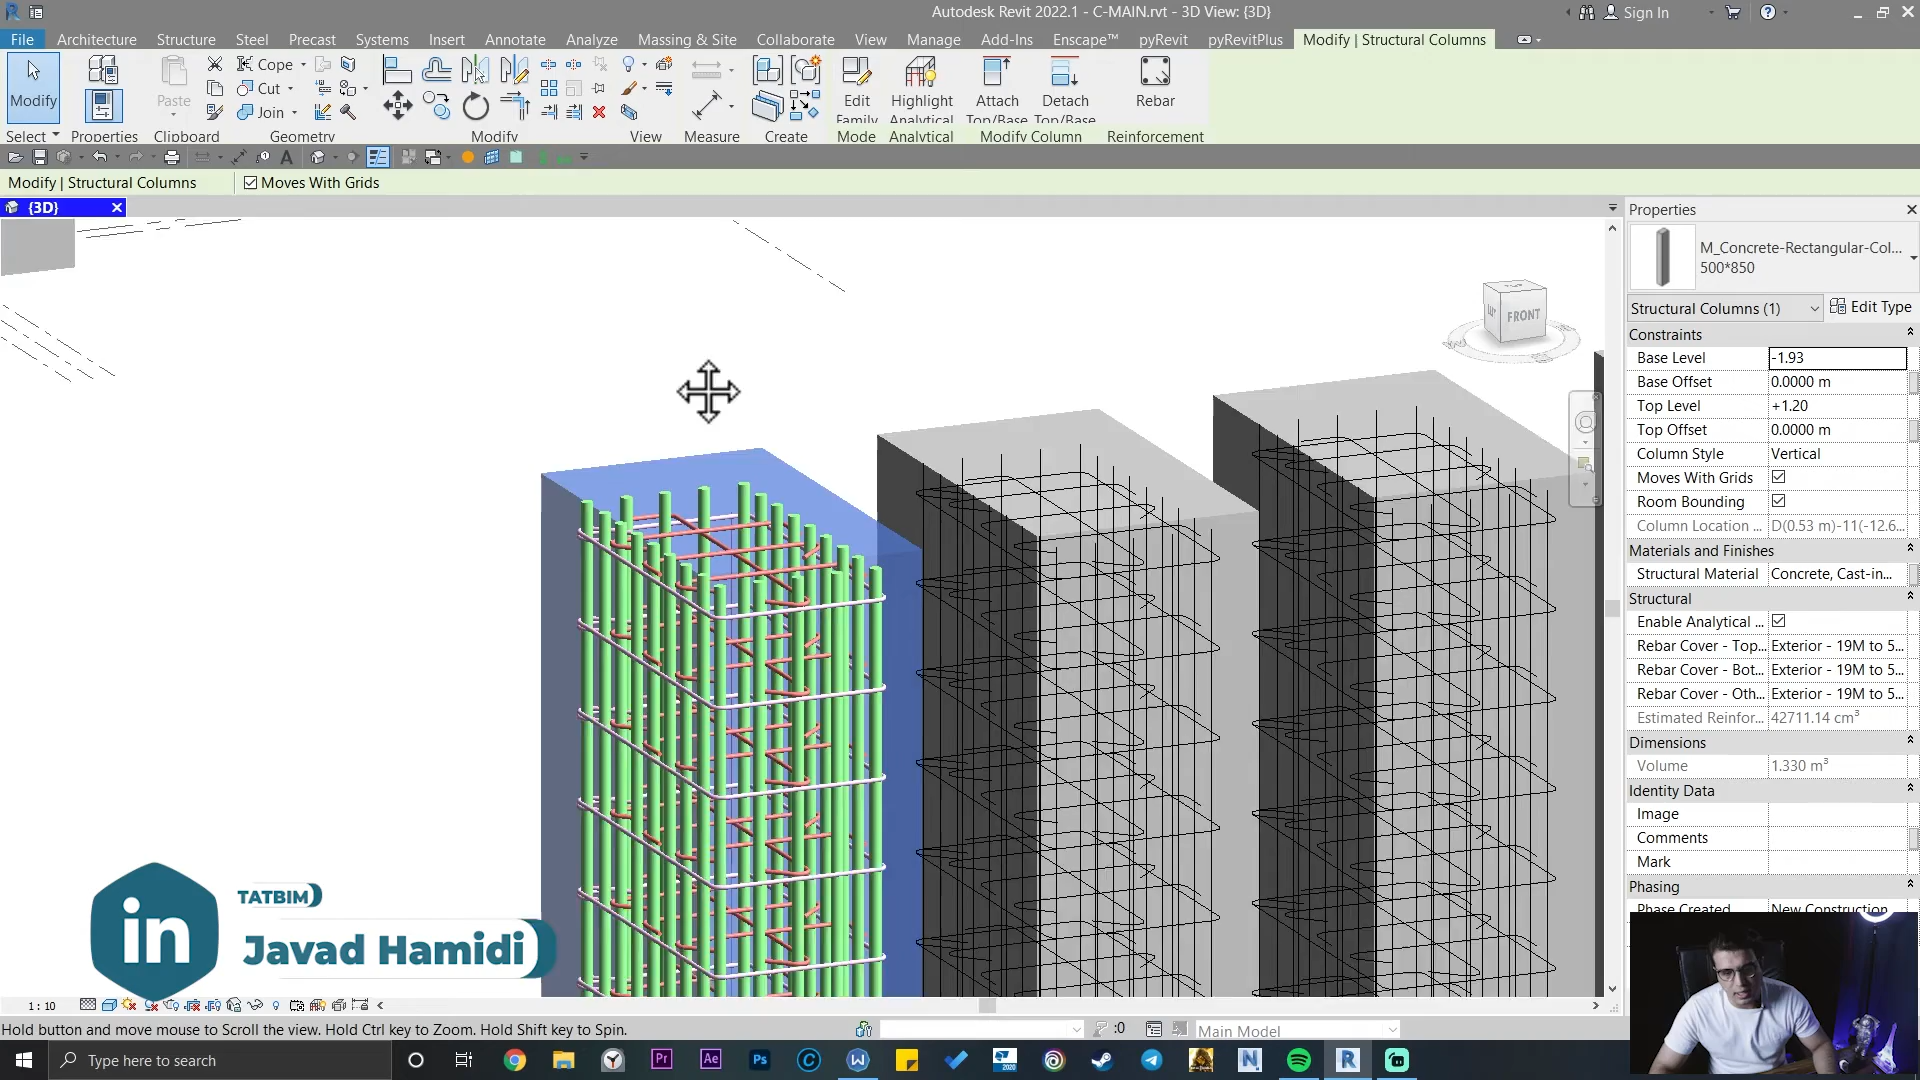 Autodesk Revit 2022.1 - C-MAIN.rvt - 3D View: {3D}
Sign In
File Architecture Structure Steel Precast Systems Insert Annotate Analyze Massing & Site Collaborate View Manage Add-Ins Enscape™ pyRevit pyRevitPlus Modify | Structural Columns
Modify
Paste
Cope
Cut
Join
Edit
Family
Highlight
Analytical
Attach
Top/Base
Detach
Top/Base
Rebar
Select Properties Clipboard Geometry Modify View Measure Create Mode Analytical Modify Column Reinforcement
Modify | Structural Columns Moves With Grids
{3D}
FRONT
Properties
M_Concrete-Rectangular-Col...
500*850
Structural Columns (1) Edit Type
Constraints
Base Level -1.93
Base Offset 0.0000 m
Top Level +1.20
Top Offset 0.0000 m
Column Style Vertical
Moves With Grids
Room Bounding
Column Location ... D(0.53 m)-11(-12.6...
Materials and Finishes
Structural Material Concrete, Cast-in...
Structural
Enable Analytical ...
Rebar Cover - Top... Exterior - 19M to 5...
Rebar Cover - Bot... Exterior - 19M to 5...
Rebar Cover - Oth... Exterior - 19M to 5...
Estimated Reinfor... 42711.14 cm³
Dimensions
Volume 1.330 m³
Identity Data
Image
Comments
Mark
Phasing
Phase Created New Construction
in
TATBIM
Javad Hamidi
1 : 10
Hold button and move mouse to Scroll the view. Hold Ctrl key to Zoom. Hold Shift key to Spin.
:0
Main Model
Type here to search
Pr
Ae
Ps
2020
N
R